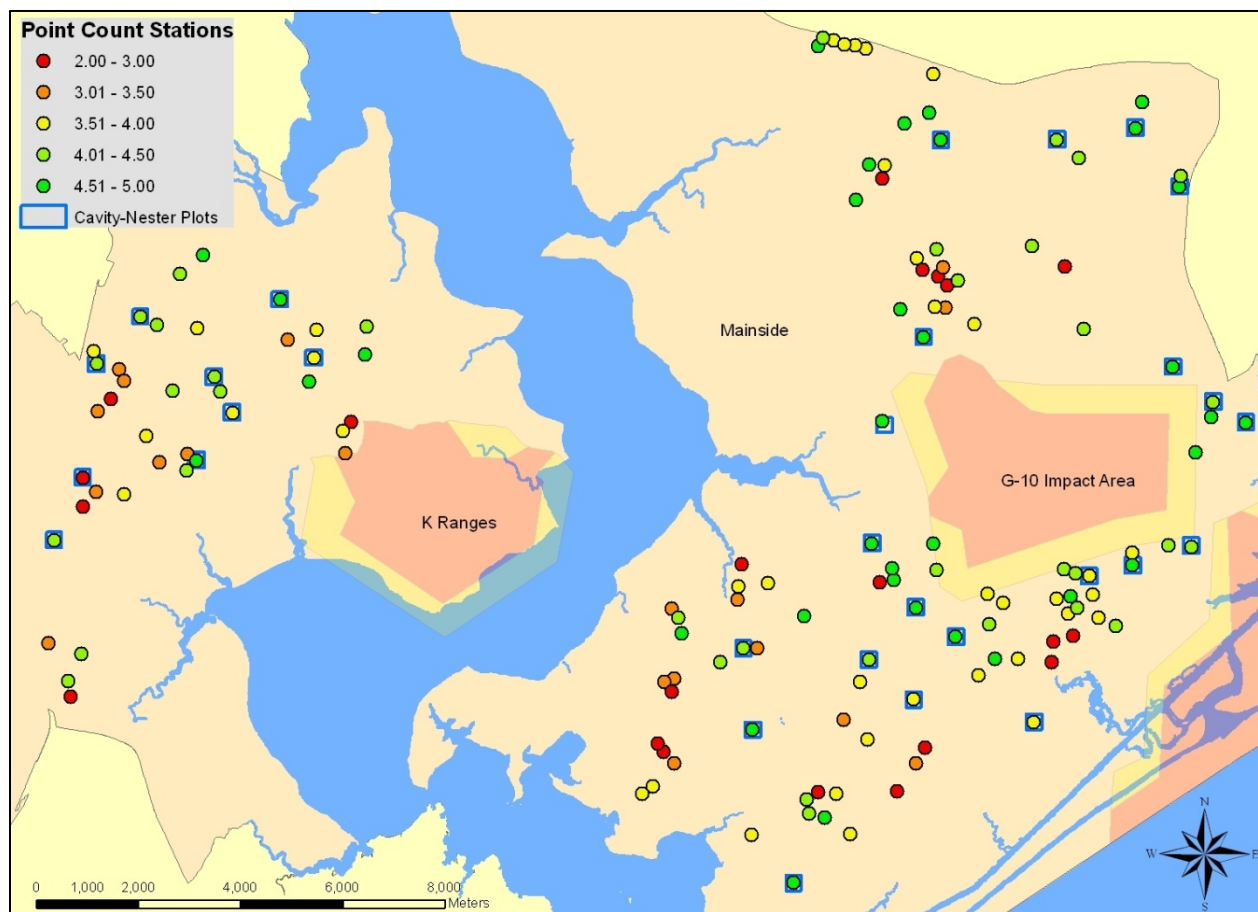 Point Count Stations
2.00 - 3.00
3.01 - 3.50
3.51 - 4.00
4.01 - 4.50
4.51 - 5.00
Cavity-Nester Plots
Mainside
G-10 Impact Area
K Ranges
N
W E
S
0 1,000 2,000 4,000 6,000 8,000
Meters